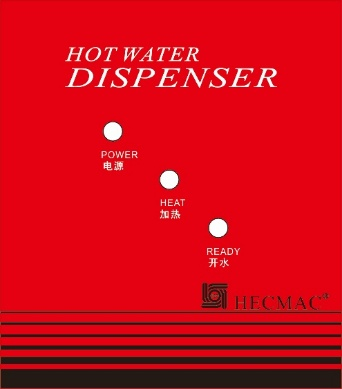 HOT WATER
DISPENSER
POWER
电源
HEAT
加热
READY
开水
HECMAC®